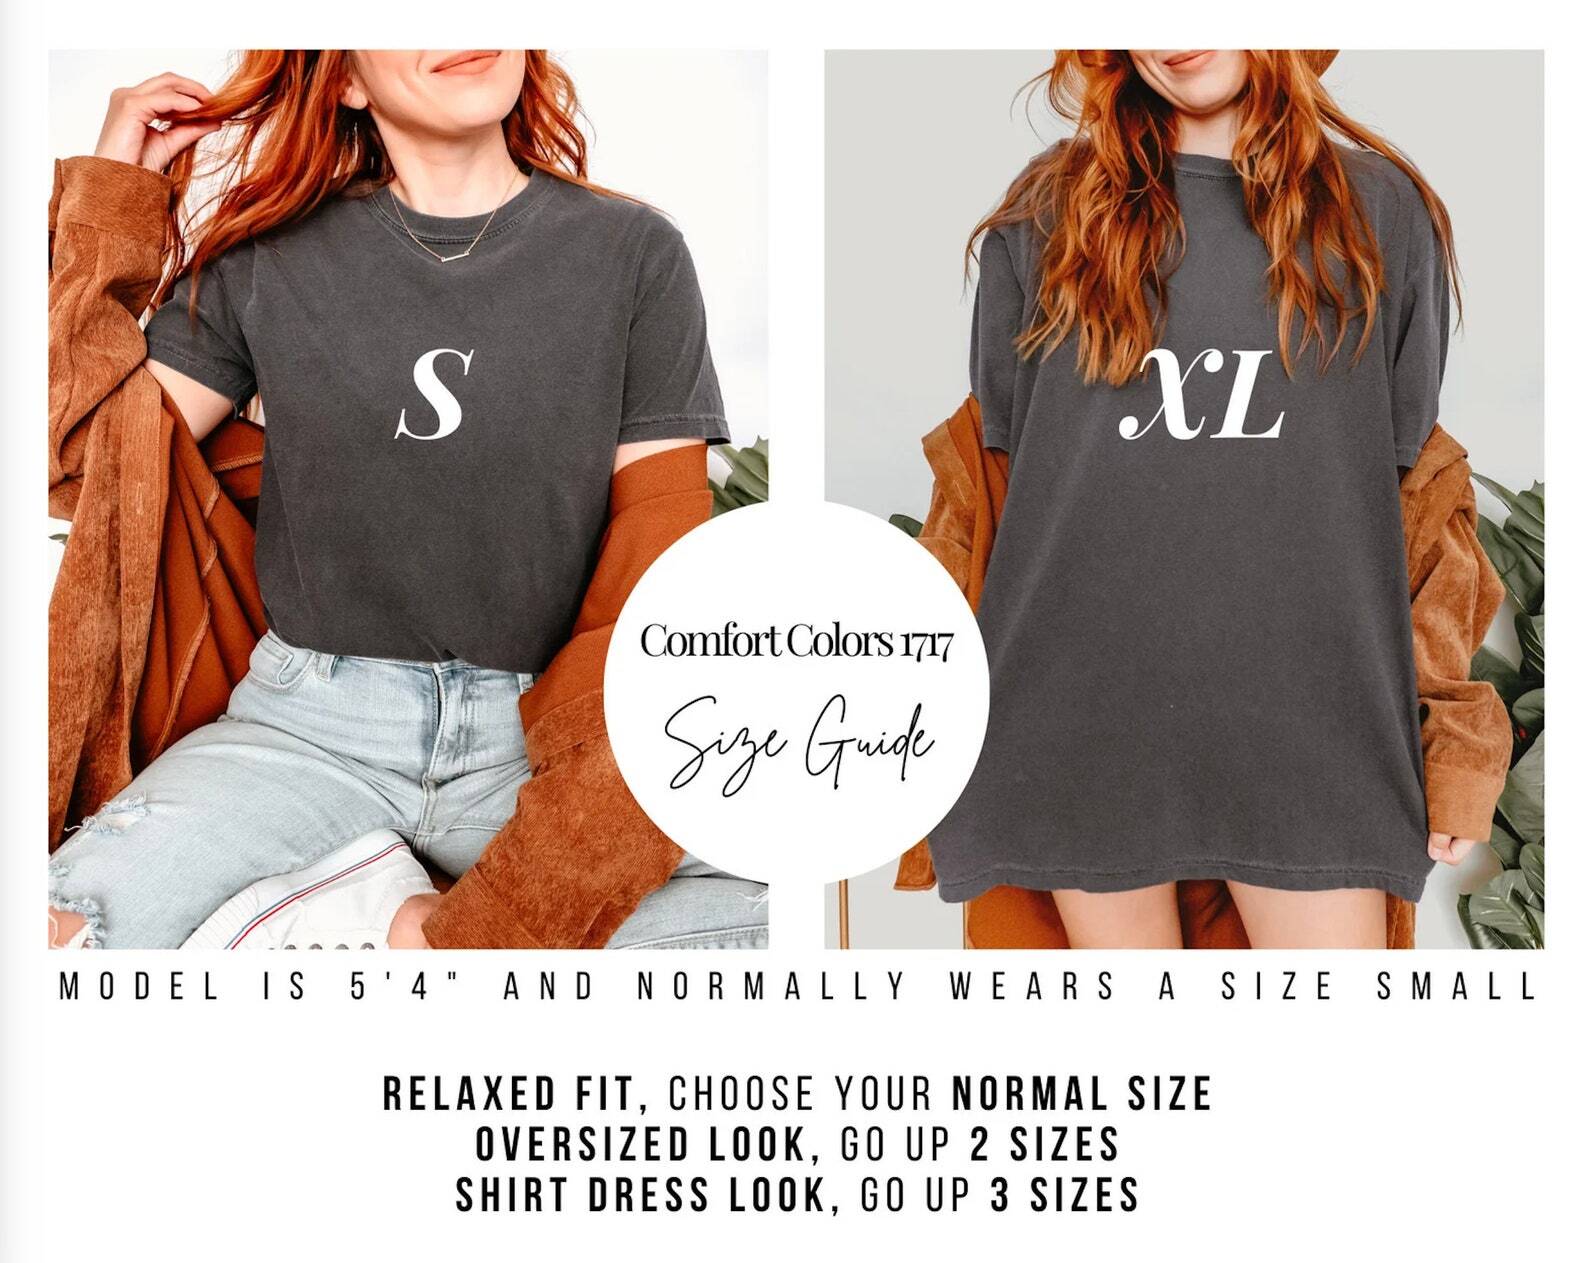 S
XL
Comfort Colors 1717
Size Guide
MODEL IS 5'4" AND NORMALLY WEARS A SIZE SMALL
RELAXED FIT, CHOOSE YOUR NORMAL SIZE
OVERSIZED LOOK, GO UP 2 SIZES
SHIRT DRESS LOOK, GO UP 3 SIZES